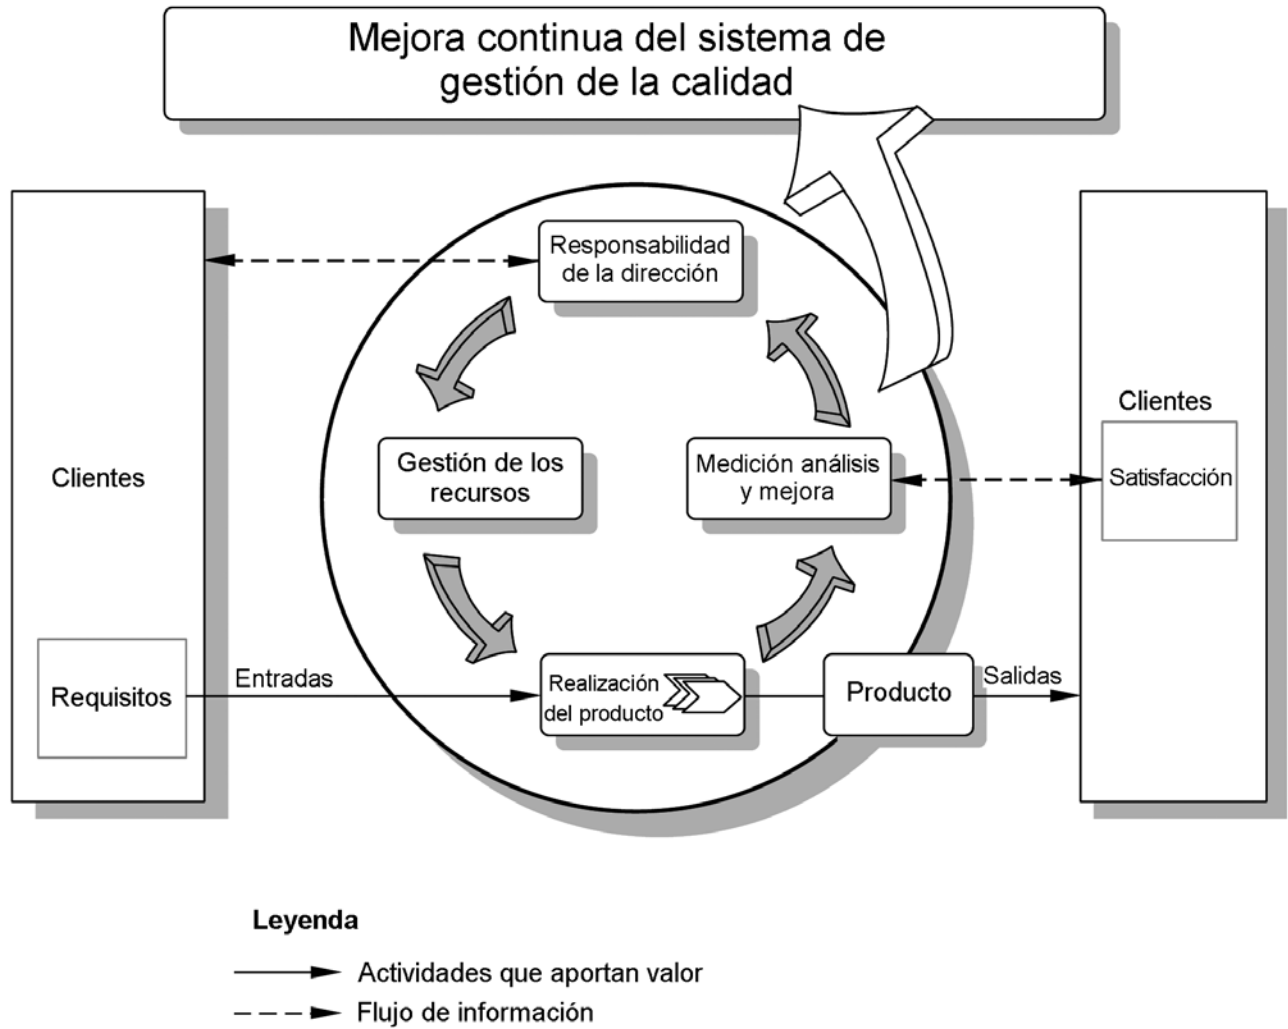 Mejora continua del sistema de
gestión de la calidad
Responsabilidad
de la dirección
Clientes
Gestión de los
recursos
Medición análisis
y mejora
Clientes
Satisfacción
Requisitos
Entradas
Realización
del producto
Producto
Salidas
Leyenda
Actividades que aportan valor
Flujo de información